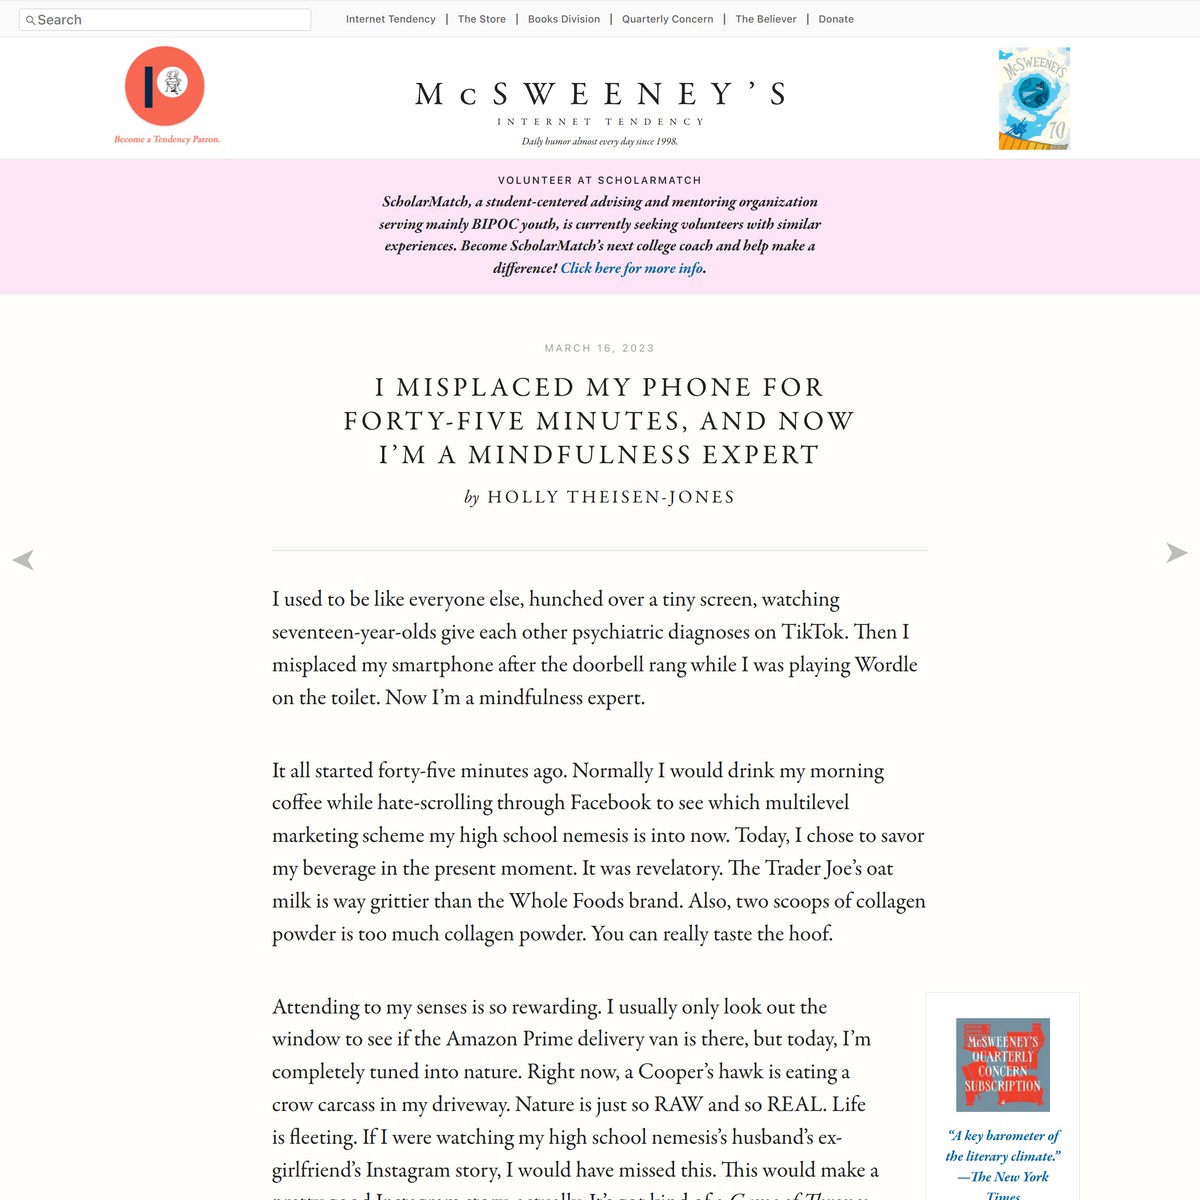 Search
Internet Tendency | The Store | Books Division | Quarterly Concern | The Believer | Donate
Become a Tendency Patron.
McSWEENEY'S
INTERNET TENDENCY
Daily humor almost every day since 1998.
McSWEENEY'S
70
VOLUNTEER AT SCHOLARMATCH
ScholarMatch, a student-centered advising and mentoring organization
serving mainly BIPOC youth, is currently seeking volunteers with similar
experiences. Become ScholarMatch’s next college coach and help make a
difference! Click here for more info.
MARCH 16, 2023
I MISPLACED MY PHONE FOR
FORTY-FIVE MINUTES, AND NOW
I’M A MINDFULNESS EXPERT
by HOLLY THEISEN-JONES
I used to be like everyone else, hunched over a tiny screen, watching
seventeen-year-olds give each other psychiatric diagnoses on TikTok. Then I
misplaced my smartphone after the doorbell rang while I was playing Wordle
on the toilet. Now I’m a mindfulness expert.
It all started forty-five minutes ago. Normally I would drink my morning
coffee while hate-scrolling through Facebook to see which multilevel
marketing scheme my high school nemesis is into now. Today, I chose to savor
my beverage in the present moment. It was revelatory. The Trader Joe’s oat
milk is way grittier than the Whole Foods brand. Also, two scoops of collagen
powder is too much collagen powder. You can really taste the hoof.
Attending to my senses is so rewarding. I usually only look out the
window to see if the Amazon Prime delivery van is there, but today, I’m
completely tuned into nature. Right now, a Cooper’s hawk is eating a
crow carcass in my driveway. Nature is just so RAW and so REAL. Life
is fleeting. If I were watching my high school nemesis’s husband’s ex-
girlfriend’s Instagram story, I would have missed this. This would make a
pretty good Instagram story, actually. It’s got kind of a Game of Thrones
McSWEENEY'S
QUARTERLY
CONCERN
SUBSCRIPTION
“A key barometer of
the literary climate.”
—The New York
Times